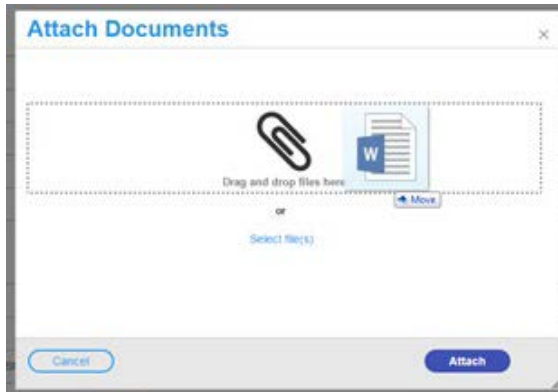 Attach Documents
W
Drag and drop files here
Move
or
Select file(s)
Cancel
Attach